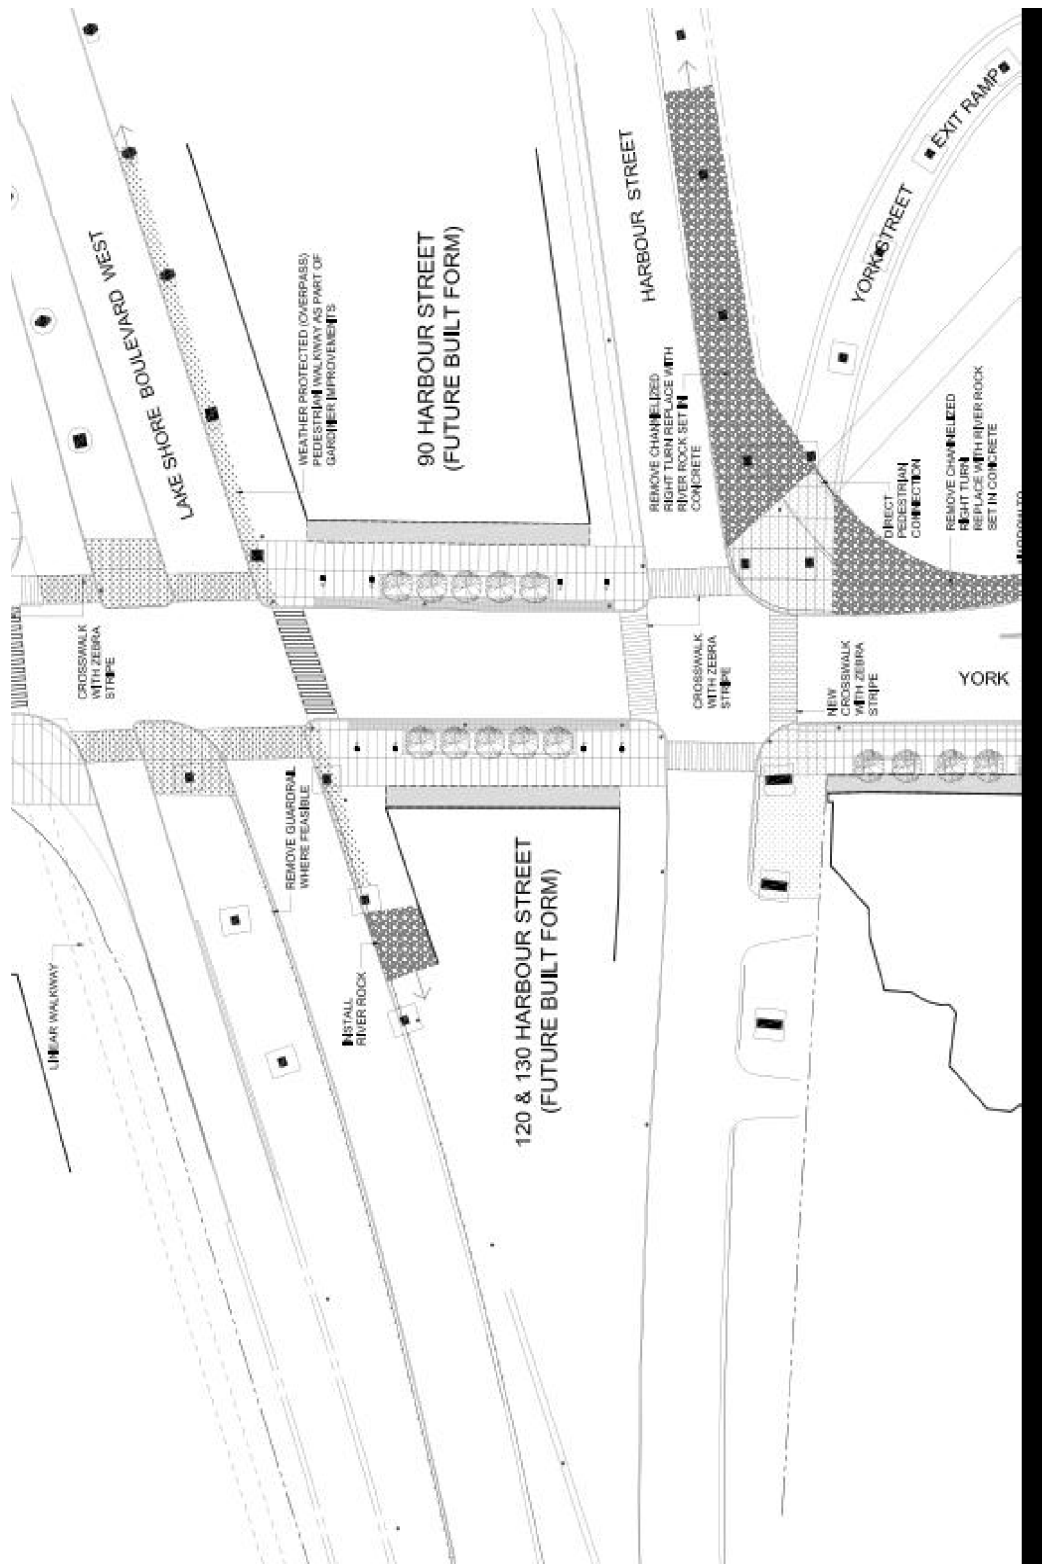 LAKE SHORE BOULEVARD WEST
WEATHER PROTECTED (OVERPASS)
PEDESTRIAN WALKWAY AS PART OF
GARDINER IMPROVEMENTS
90 HARBOUR STREET
(FUTURE BUILT FORM)
HARBOUR STREET
REMOVE CHANNELIZED
RIGHT TURN REPLACE WITH
RIVER ROCK SET IN
CONCRETE
YORK STREET
EXIT RAMP
DIRECT
PEDESTRIAN
CONNECTION
REMOVE CHANNELIZED
RIGHT TURN
REPLACE WITH RIVER ROCK
SET IN CONCRETE
CROSSWALK
WITH ZEBRA
STRIPE
CROSSWALK
WITH ZEBRA
STRIPE
NEW
CROSSWALK
WITH ZEBRA
STRIPE
YORK
REMOVE GUARDRAIL
WHERE FEASIBLE
LINEAR WALKWAY
INSTALL
RIVER ROCK
120 & 130 HARBOUR STREET
(FUTURE BUILT FORM)